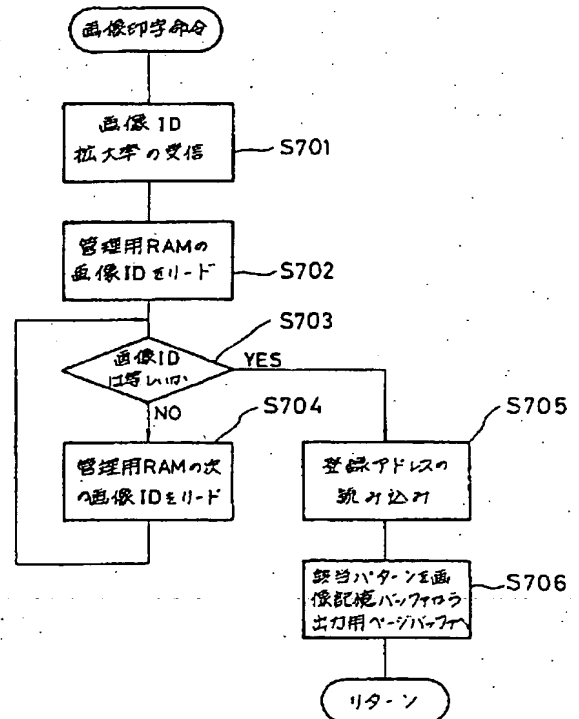 画像印字命令
画像ID
拡大率の受信
S701
管理用RAMの
画像IDをリード
S702
S703
画像ID
は等しいか
YES
NO
S704
管理用RAMの次
の画像IDをリード
S705
登録アドレスの
読み込み
該当パターンを画
像記憶バッファから
出力用ページバッファへ
S706
リターン